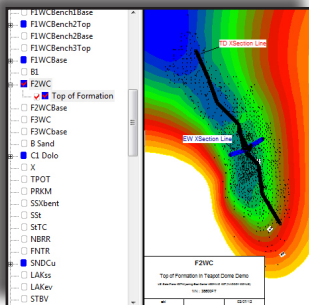 F1WCBench1Base
F1WCBench2Top
F1WCBench2Base
F1WCBench3Top
F1WCBase
B1
F2WC
Top of Formation
F2WCBase
F3WC
F3WCBase
B Sand
C1 Dolo
X
TPOT
PRKM
SSXbent
SSt
StTC
NBRR
FNTR
SNDCu
LAKss
LAKev
STBV
TD XSection Line
EW XSection Line
F2WC
Top of Formation in Teapot Dome Demo